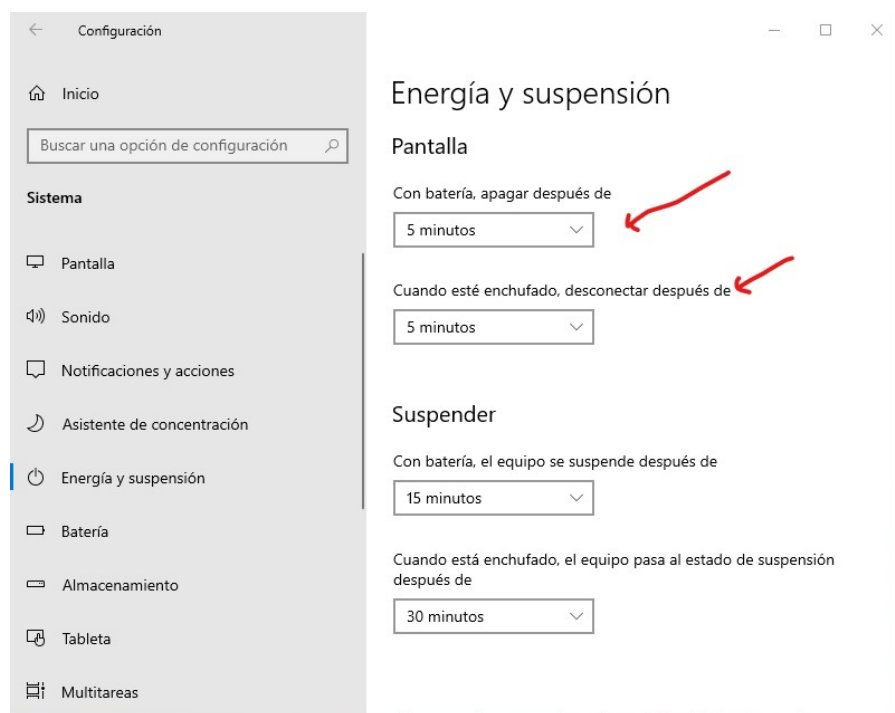 Configuración
Inicio
Buscar una opción de configuración
Sistema
Pantalla
Sonido
Notificaciones y acciones
Asistente de concentración
Energía y suspensión
Batería
Almacenamiento
Tableta
Multitareas
Energía y suspensión
Pantalla
Con batería, apagar después de
5 minutos
Cuando esté enchufado, desconectar después de
5 minutos
Suspender
Con batería, el equipo se suspende después de
15 minutos
Cuando está enchufado, el equipo pasa al estado de suspensión
después de
30 minutos